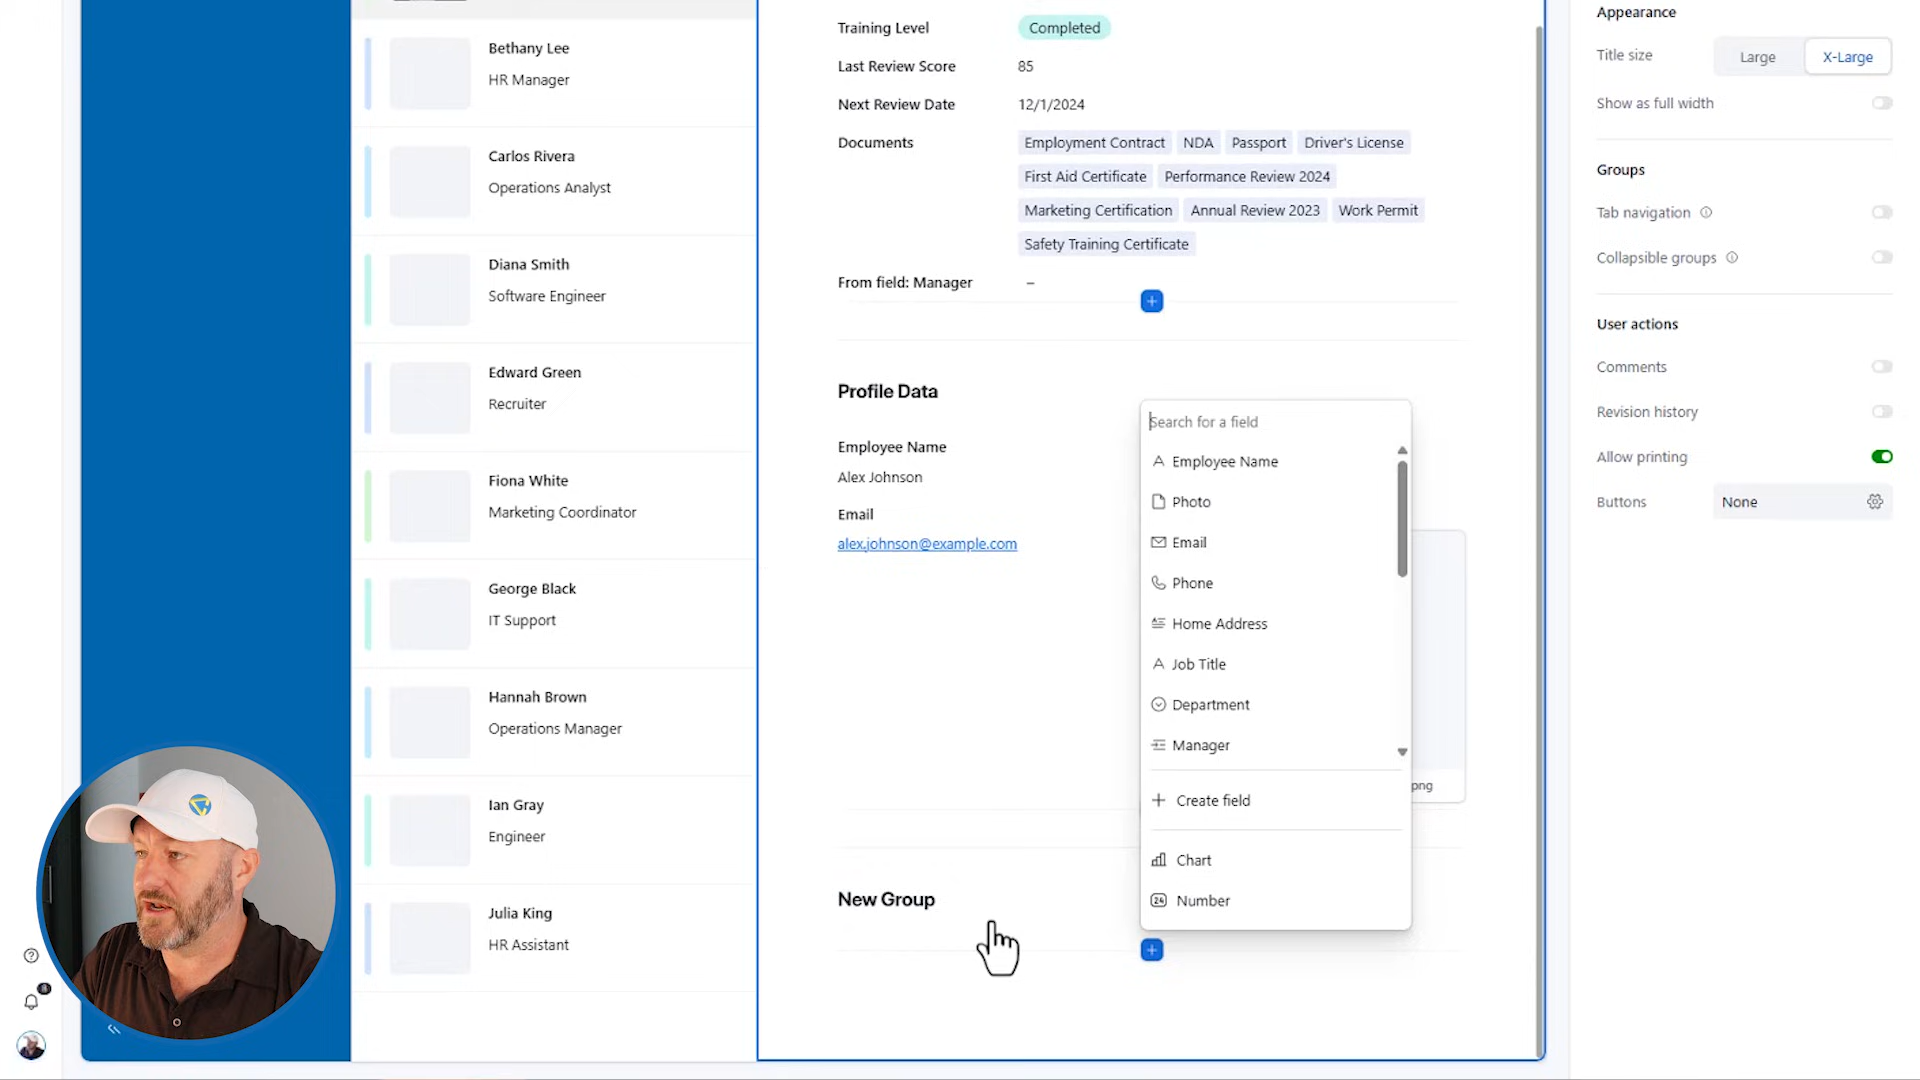 Bethany Lee
HR Manager
Carlos Rivera
Operations Analyst
Diana Smith
Software Engineer
Edward Green
Recruiter
Fiona White
Marketing Coordinator
George Black
IT Support
Hannah Brown
Operations Manager
Ian Gray
Engineer
Julia King
HR Assistant
Training Level Completed
Last Review Score 85
Next Review Date 12/1/2024
Documents Employment Contract NDA Passport Driver's License
First Aid Certificate Performance Review 2024
Marketing Certification Annual Review 2023 Work Permit
Safety Training Certificate
From field: Manager –
Profile Data
Employee Name
Alex Johnson
Email
alex.johnson@example.com
Search for a field
Employee Name
Photo
Email
Phone
Home Address
Job Title
Department
Manager
Create field
Chart
Number
png
New Group
Appearance
Title size Large X-Large
Show as full width
Groups
Tab navigation
Collapsible groups
User actions
Comments
Revision history
Allow printing
Buttons None